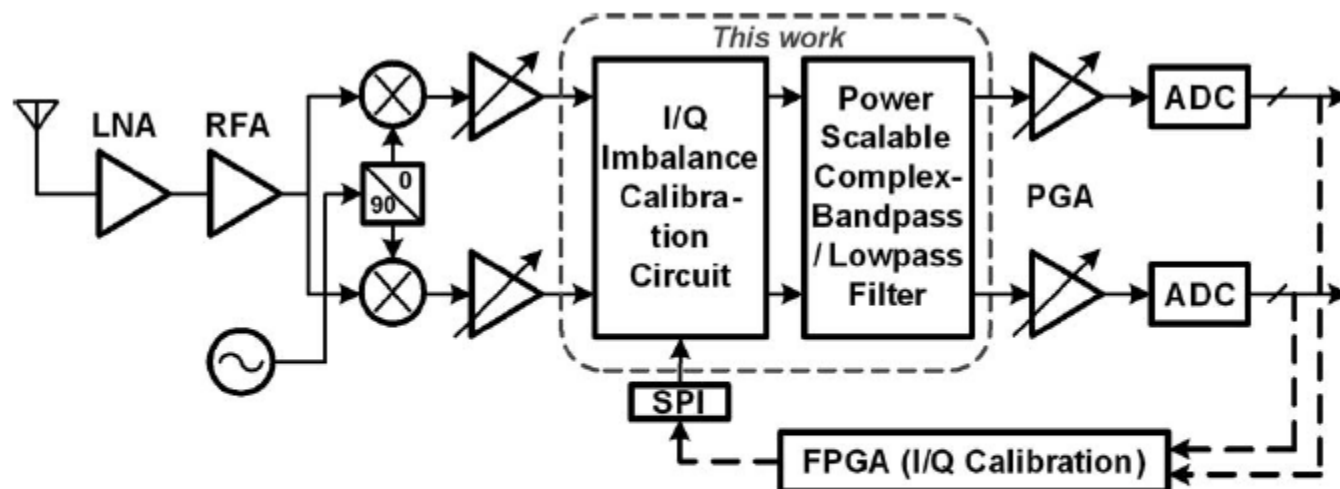 This work
LNA
RFA
0
90
I/Q
Imbalance
Calibra-
tion
Circuit
Power
Scalable
Complex-
Bandpass
/ Lowpass
Filter
PGA
ADC
ADC
SPI
FPGA (I/Q Calibration)